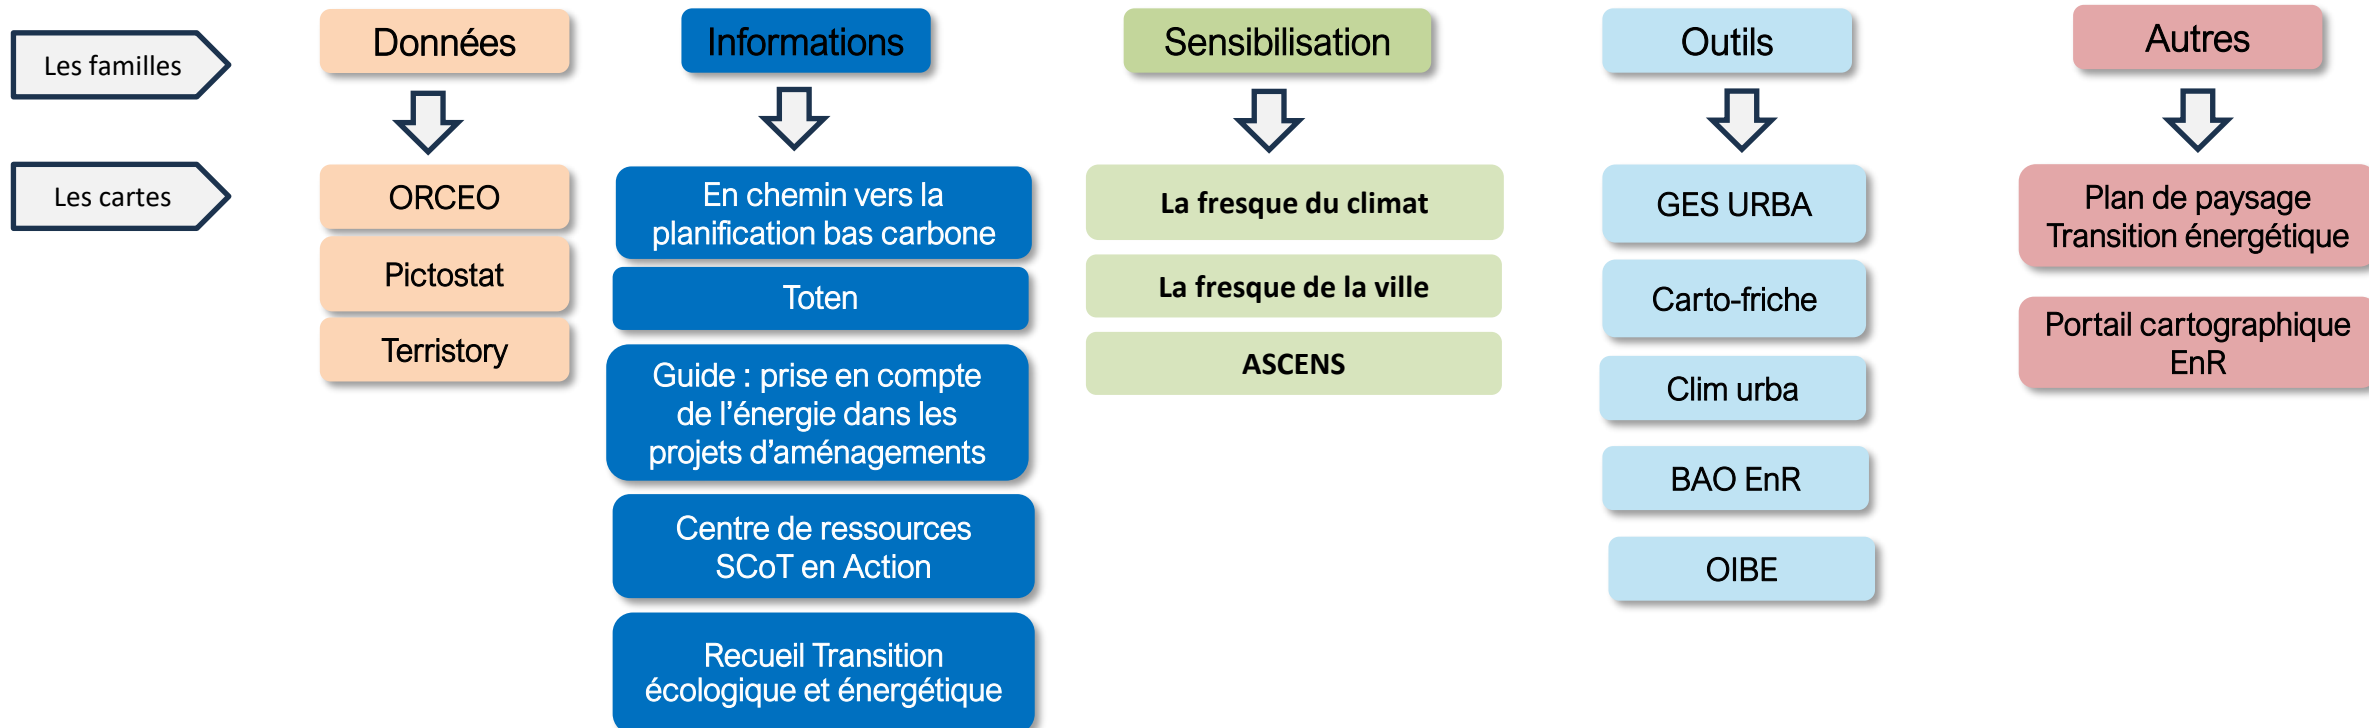 Les familles
Données
Informations
Sensibilisation
Outils
Autres
Les cartes
ORCEO
Pictostat
Terristory
En chemin vers la
planification bas carbone
Toten
Guide : prise en compte
de l’énergie dans les
projets d’aménagements
Centre de ressources
SCoT en Action
Recueil Transition
écologique et énergétique
La fresque du climat
La fresque de la ville
ASCENS
GES URBA
Carto-friche
Clim urba
BAO EnR
OIBE
Plan de paysage
Transition énergétique
Portail cartographique
EnR